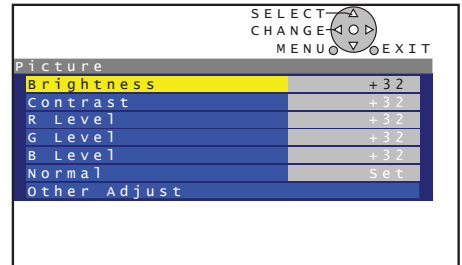 SELECT
CHANGE
MENU EXIT
Picture
Brightness +32
Contrast +32
R Level +32
G Level +32
B Level +32
Normal Set
Other Adjust